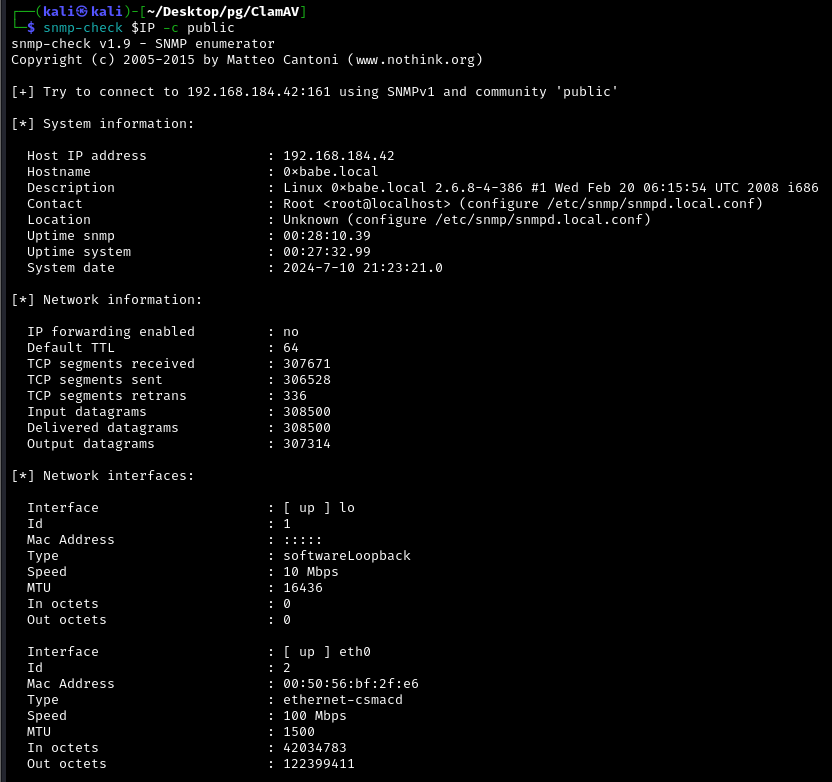 ┌──(kali㉿kali)-[~/Desktop/pg/ClamAV]
└─$ snmp-check $IP -c public
snmp-check v1.9 - SNMP enumerator
Copyright (c) 2005-2015 by Matteo Cantoni (www.nothink.org)

[+] Try to connect to 192.168.184.42:161 using SNMPv1 and community 'public'

[*] System information:

  Host IP address               : 192.168.184.42
  Hostname                      : 0xbabe.local
  Description                   : Linux 0xbabe.local 2.6.8-4-386 #1 Wed Feb 20 06:15:54 UTC 2008 i686
  Contact                       : Root <root@localhost> (configure /etc/snmp/snmpd.local.conf)
  Location                      : Unknown (configure /etc/snmp/snmpd.local.conf)
  Uptime snmp                   : 00:28:10.39
  Uptime system                 : 00:27:32.99
  System date                   : 2024-7-10 21:23:21.0

[*] Network information:

  IP forwarding enabled         : no
  Default TTL                   : 64
  TCP segments received         : 307671
  TCP segments sent             : 306528
  TCP segments retrans          : 336
  Input datagrams               : 308500
  Delivered datagrams           : 308500
  Output datagrams              : 307314

[*] Network interfaces:

  Interface                     : [ up ] lo
  Id                            : 1
  Mac Address                   : :::::
  Type                          : softwareLoopback
  Speed                         : 10 Mbps
  MTU                           : 16436
  In octets                     : 0
  Out octets                    : 0

  Interface                     : [ up ] eth0
  Id                            : 2
  Mac Address                   : 00:50:56:bf:2f:e6
  Type                          : ethernet-csmacd
  Speed                         : 100 Mbps
  MTU                           : 1500
  In octets                     : 42034783
  Out octets                    : 122399411